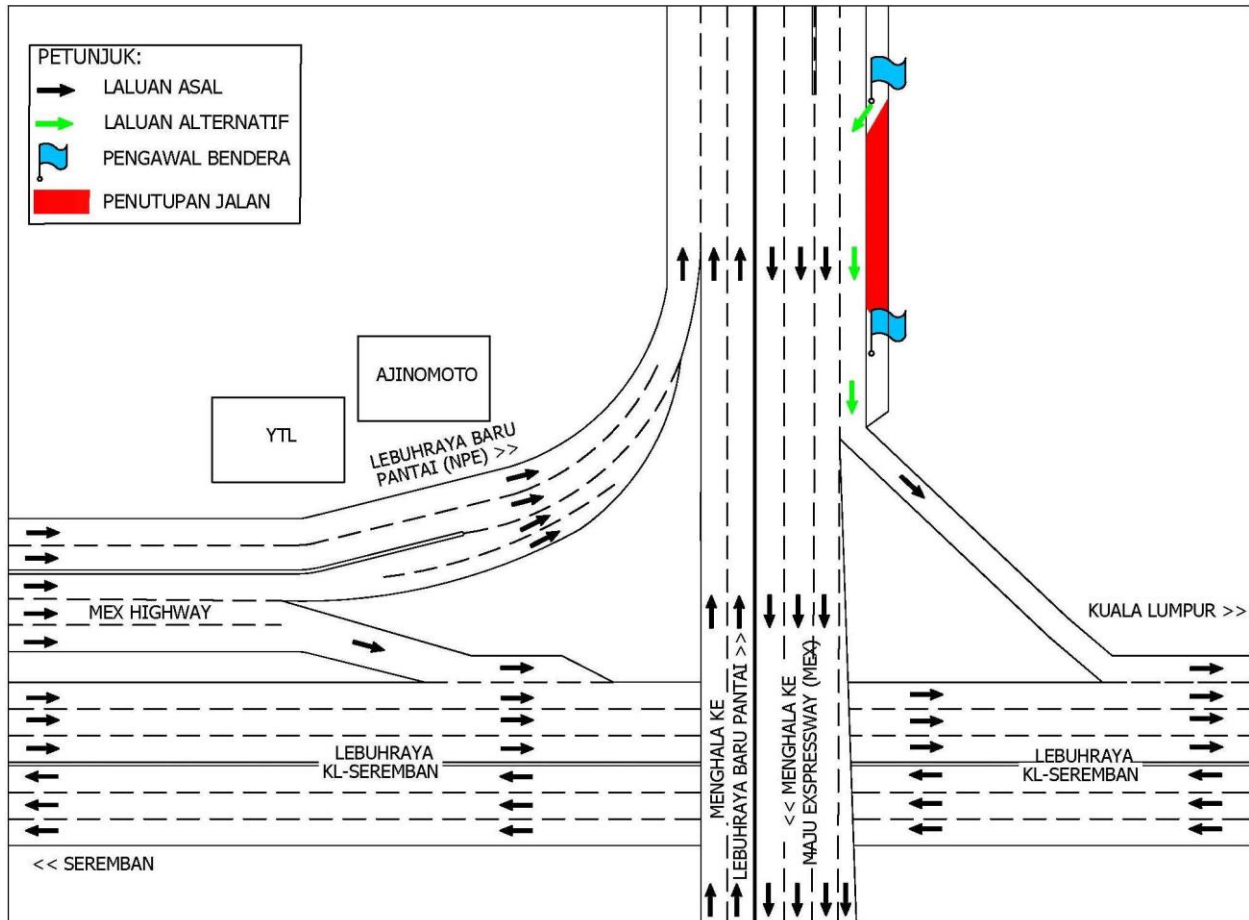 PETUNJUK:
LALUAN ASAL
LALUAN ALTERNATIF
PENGAWAL BENDERA
PENUTUPAN JALAN
AJINOMOTO
YTL
LEBUHRAYA BARU
PANTAI (NPE) >>
MEX HIGHWAY
KUALA LUMPUR >>
MENGHALA KE
LEBUHRAYA BARU PANTAI >>
<< MENGHALA KE
MAJU EXSPRESSWAY (MEX)
LEBUHRAYA
KL-SEREMBAN
LEBUHRAYA
KL-SEREMBAN
<< SEREMBAN